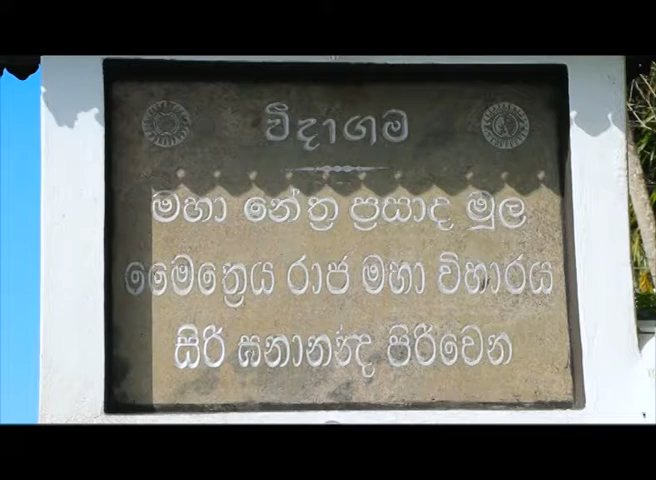 වීදාගම
මහා නේත්‍ර ප්‍රසාද මූල
මෛත්‍රෙය රාජ මහා විහාරය
සිරි ඝනානන්ද පිරිවෙන